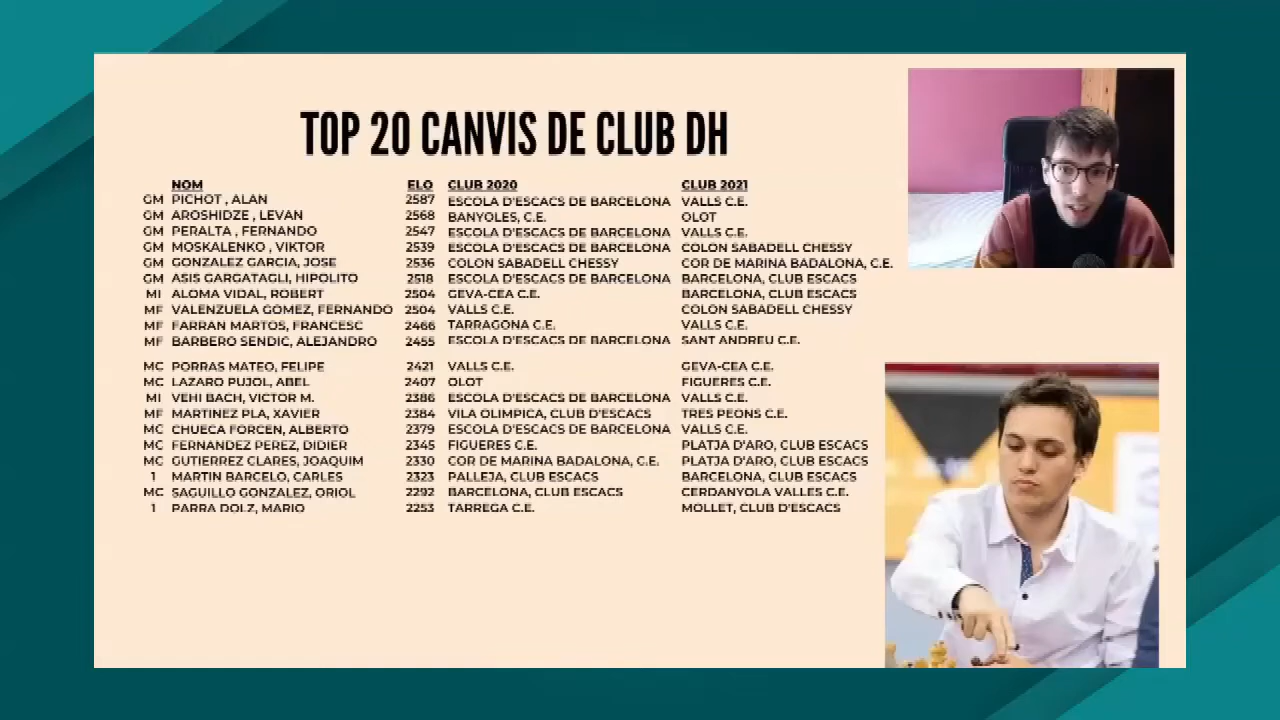 TOP 20 CANVIS DE CLUB DH
NOM ELO CLUB 2020 CLUB 2021
GM PICHOT , ALAN 2587 ESCOLA D'ESCACS DE BARCELONA VALLS C.E.
GM AROSHIDZE , LEVAN 2568 BANYOLES, C.E. OLOT
GM PERALTA , FERNANDO 2547 ESCOLA D'ESCACS DE BARCELONA VALLS C.E.
GM MOSKALENKO , VIKTOR 2539 ESCOLA D'ESCACS DE BARCELONA COLON SABADELL CHESSY
GM GONZALEZ GARCIA, JOSE 2536 COLON SABADELL CHESSY COR DE MARINA BADALONA, C.E.
GM ASIS GARGATAGLI, HIPOLITO 2518 ESCOLA D'ESCACS DE BARCELONA BARCELONA, CLUB ESCACS
MI ALOMA VIDAL, ROBERT 2504 GEVA-CEA C.E. BARCELONA, CLUB ESCACS
MF VALENZUELA GOMEZ, FERNANDO 2504 VALLS C.E. COLON SABADELL CHESSY
MF FARRAN MARTOS, FRANCESC 2466 TARRAGONA C.E. VALLS C.E.
MF BARBERO SENDIC, ALEJANDRO 2455 ESCOLA D'ESCACS DE BARCELONA SANT ANDREU C.E.
MC PORRAS MATEO, FELIPE 2421 VALLS C.E. GEVA-CEA C.E.
MC LAZARO PUJOL, ABEL 2407 OLOT FIGUERES C.E.
MI VEHI BACH, VICTOR M. 2386 ESCOLA D'ESCACS DE BARCELONA VALLS C.E.
MF MARTINEZ PLA, XAVIER 2384 VILA OLIMPICA, CLUB D'ESCACS TRES PEONS C.E.
MC CHUECA FORCEN, ALBERTO 2379 ESCOLA D'ESCACS DE BARCELONA VALLS C.E.
MC FERNANDEZ PEREZ, DIDIER 2345 FIGUERES C.E. PLATJA D'ARO, CLUB ESCACS
MC GUTIERREZ CLARES, JOAQUIM 2330 COR DE MARINA BADALONA, C.E. PLATJA D'ARO, CLUB ESCACS
1 MARTIN BARCELO, CARLES 2323 PALLEJA, CLUB ESCACS BARCELONA, CLUB ESCACS
MC SAGUILLO GONZALEZ, ORIOL 2292 BARCELONA, CLUB ESCACS CERDANYOLA VALLES C.E.
1 PARRA DOLZ, MARIO 2253 TARREGA C.E. MOLLET, CLUB D'ESCACS